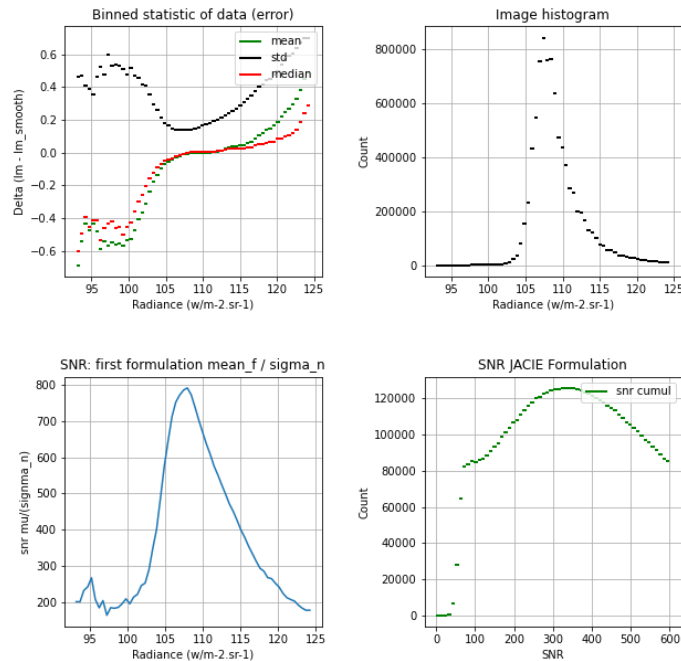 Binned statistic of data (error)
mean
std
median
0.6
0.4
0.2
0.0
−0.2
−0.4
−0.6
Delta (Im - Im_smooth)
95 100 105 110 115 120 125
Radiance (w/m-2.sr-1)
Image histogram
800000
600000
400000
200000
0
Count
95 100 105 110 115 120 125
Radiance (w/m-2.sr-1)
SNR: first formulation mean_f / sigma_n
800
700
600
500
400
300
200
snr mu/(signma_n)
95 100 105 110 115 120 125
Radiance (w/m-2.sr-1)
SNR JACIE Formulation
snr cumul
120000
100000
80000
60000
40000
20000
0
Count
0 100 200 300 400 500 600
SNR